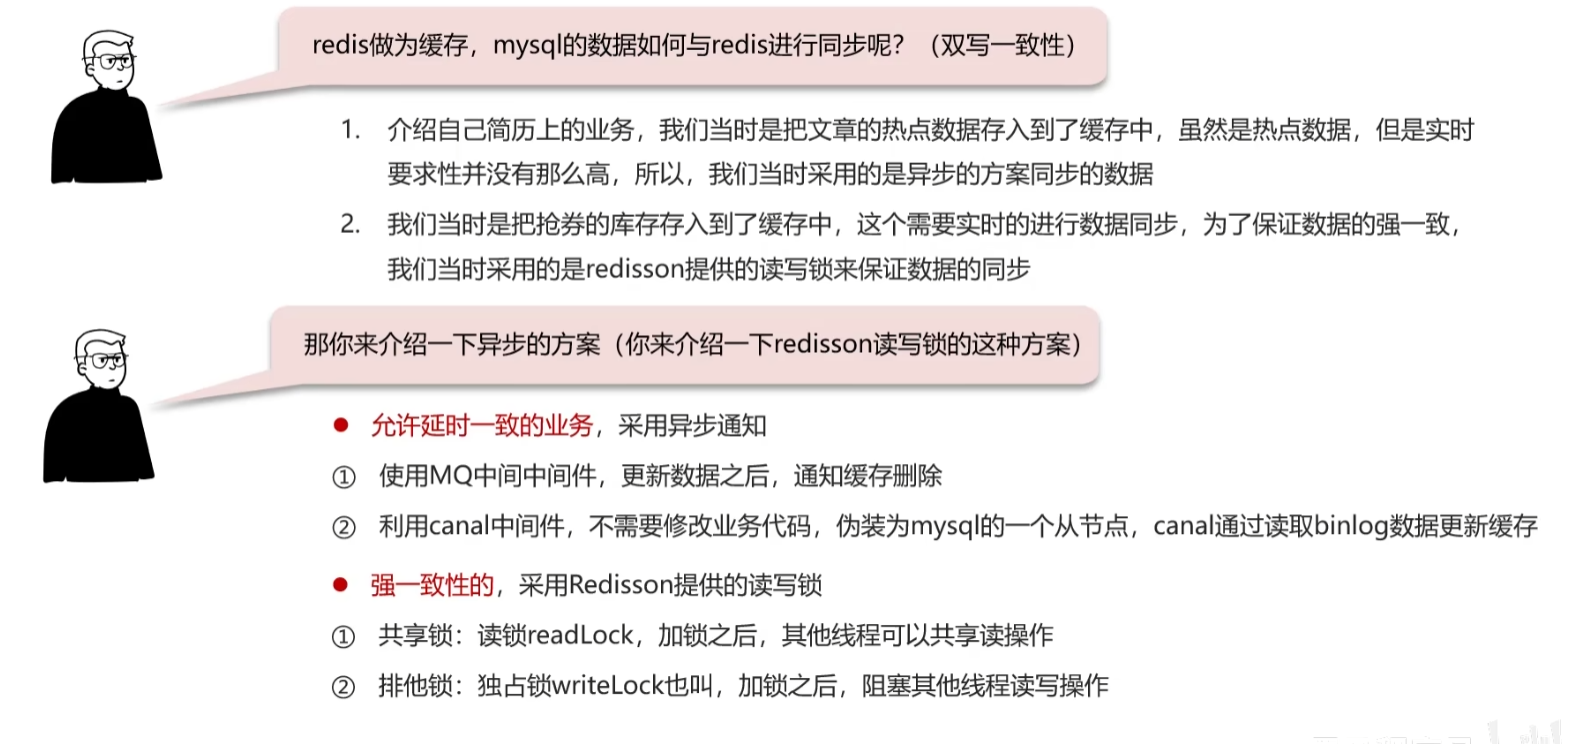 redis做为缓存，mysql的数据如何与redis进行同步呢？（双写一致性）
1. 介绍自己简历上的业务，我们当时是把文章的热点数据存入到了缓存中，虽然是热点数据，但是实时
要求性并没有那么高，所以，我们当时采用的是异步的方案同步的数据
2. 我们当时是把抢券的库存存入到了缓存中，这个需要实时的进行数据同步，为了保证数据的强一致，
我们当时采用的是redisson提供的读写锁来保证数据的同步
那你来介绍一下异步的方案（你来介绍一下redisson读写锁的这种方案）
● 允许延时一致的业务，采用异步通知
① 使用MQ中间中间件，更新数据之后，通知缓存删除
② 利用canal中间件，不需要修改业务代码，伪装为mysql的一个从节点，canal通过读取binlog数据更新缓存
● 强一致性的，采用Redisson提供的读写锁
① 共享锁：读锁readLock，加锁之后，其他线程可以共享读操作
② 排他锁：独占锁writeLock也叫，加锁之后，阻塞其他线程读写操作